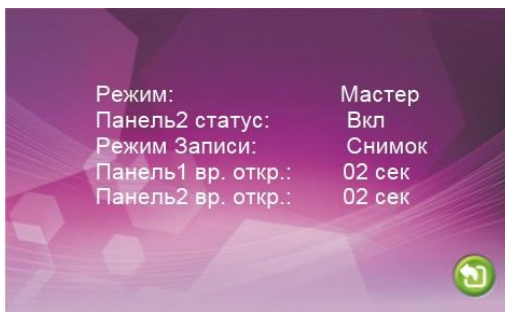 Режим: Мастер
Панель2 статус: Вкл
Режим Записи: Снимок
Панель1 вр. откр.: 02 сек
Панель2 вр. откр.: 02 сек